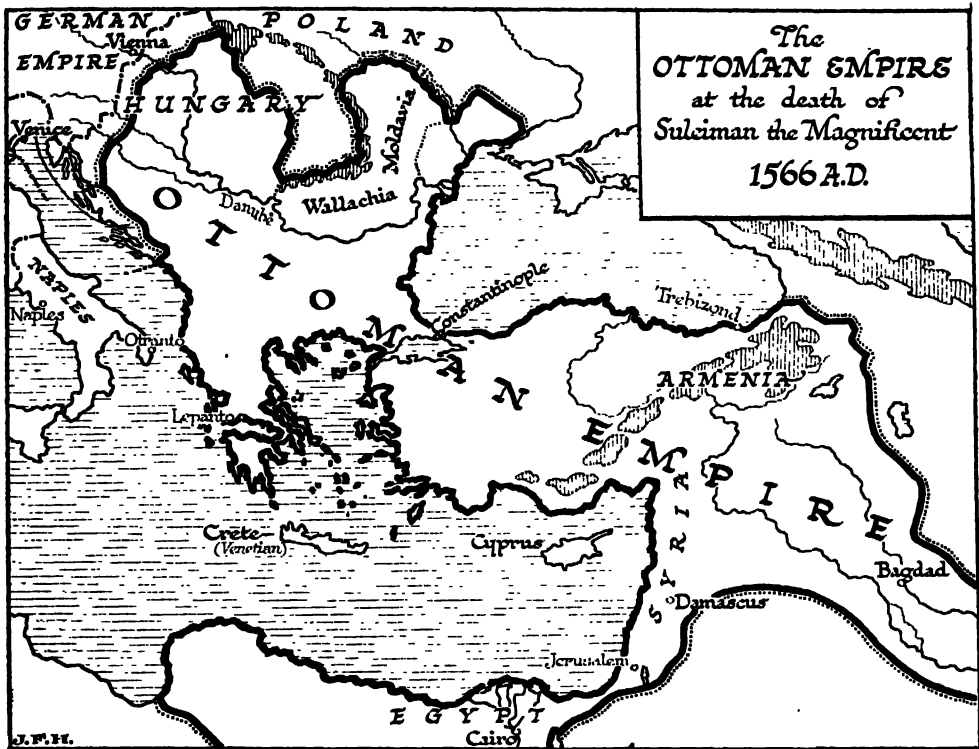 The
OTTOMAN EMPIRE
at the death of
Suleiman the Magnificent
1566 A.D.
GERMAN
EMPIRE
Vienna
POLAND
HUNGARY
Venice
Moldavia
Danube
Wallachia
OTTOMAN EMPIRE
NAPLES
Naples
Otranto
Constantinople
Trebizond
ARMENIA
Lepanto
Crete
(Venetian)
Cyprus
SYRIA
Bagdad
Damascus
Jerusalem
EGYPT
Cairo
J.F.H.